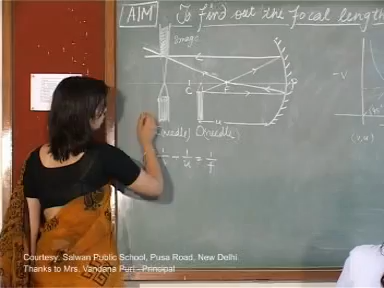 AIM To find out the focal length
Image
C F P
-v
u
(needle) O(needle)
(v, u)
1/v - 1/u = 1/f
Courtesy. Salwan Public School, Pusa Road, New Delhi
Thanks to Mrs. Vandana Puri - Principal